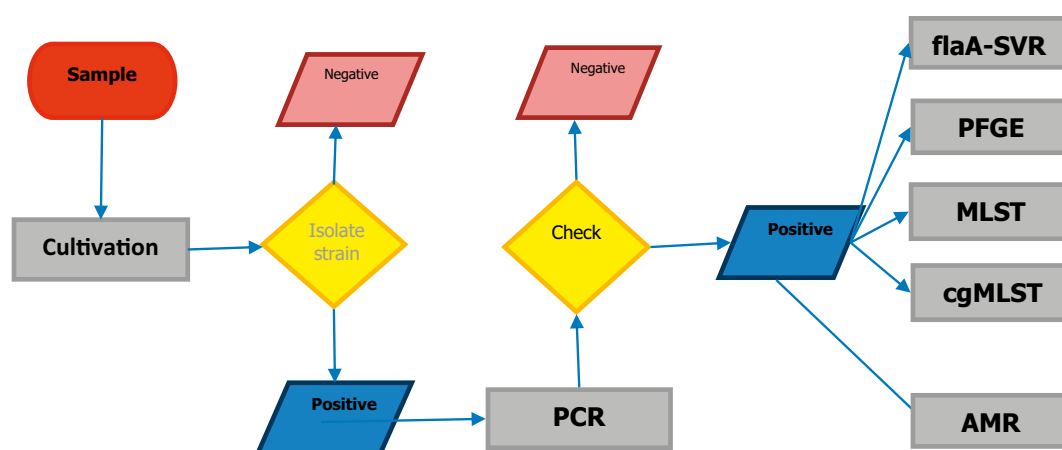 Sample
Cultivation
Negative
Isolate
strain
Positive
PCR
Negative
Check
Positive
flaA-SVR
PFGE
MLST
cgMLST
AMR